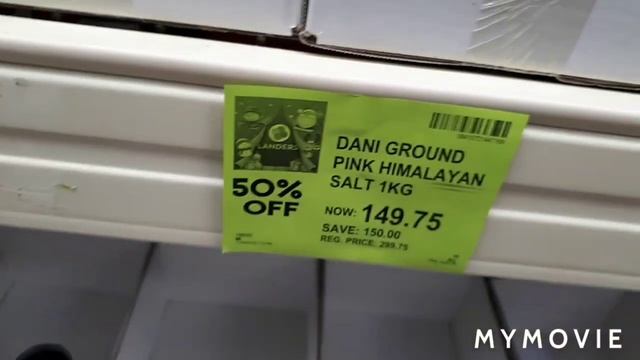 LANDERS
50%
OFF
DANI GROUND
PINK HIMALAYAN
SALT 1KG
NOW: 149.75
SAVE: 150.00
REG. PRICE: 299.75
MYMOVIE